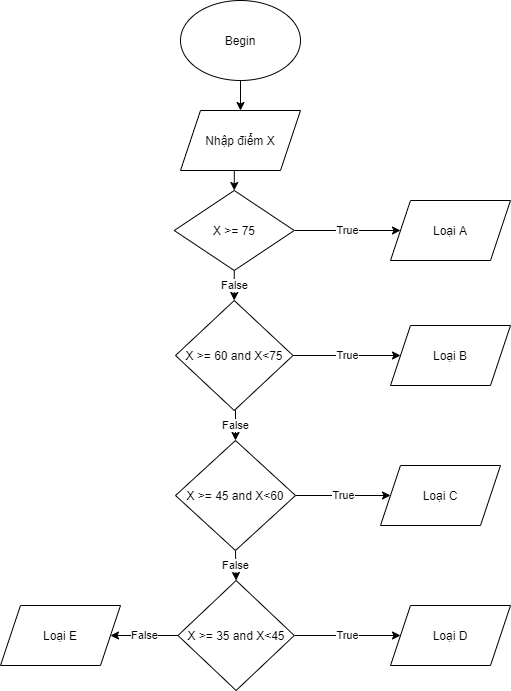 Begin
Nhập điểm X
X >= 75
True
Loại A
False
X >= 60 and X<75
True
Loại B
False
X >= 45 and X<60
True
Loại C
False
Loại E
False
X >= 35 and X<45
True
Loại D